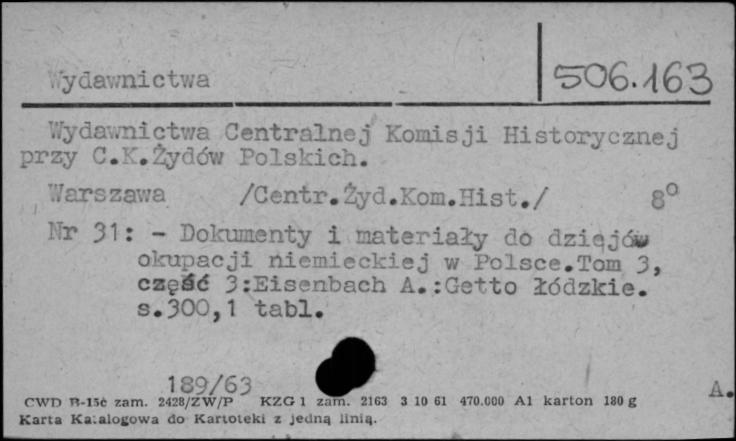 Wydawnictwa
506.163
Wydawnictwa Centralnej Komisji Historycznej
przy C.K.Żydów Polskich.
Warszawa /Centr.Żyd.Kom.Hist./ 8°
Nr 31: - Dokumenty i materiały do dziejów
okupacji niemieckiej w Polsce.Tom 3,
część 3:Eisenbach A.:Getto łódzkie.
s.300,1 tabl.
189/63
A.
CWD B-15c zam. 2428/ZW/P KZG 1 zam. 2163 3 10 61 470.000 A1 karton 180 g
Karta Katalogowa do Kartoteki z jedną linią.